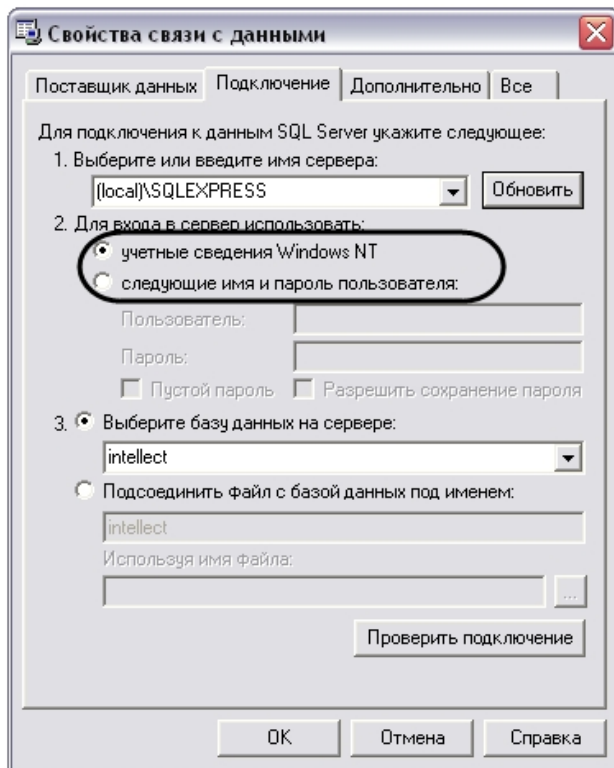 Свойства связи с данными
Поставщик данных Подключение Дополнительно Все
Для подключения к данным SQL Server укажите следующее:
1. Выберите или введите имя сервера:
(local)\SQLEXPRESS Обновить
2. Для входа в сервер использовать:
учетные сведения Windows NT
следующие имя и пароль пользователя:
Пользователь:
Пароль:
Пустой пароль Разрешить сохранение пароля
3. Выберите базу данных на сервере:
intellect
Подсоединить файл с базой данных под именем:
intellect
Используя имя файла:
...
Проверить подключение
OK Отмена Справка